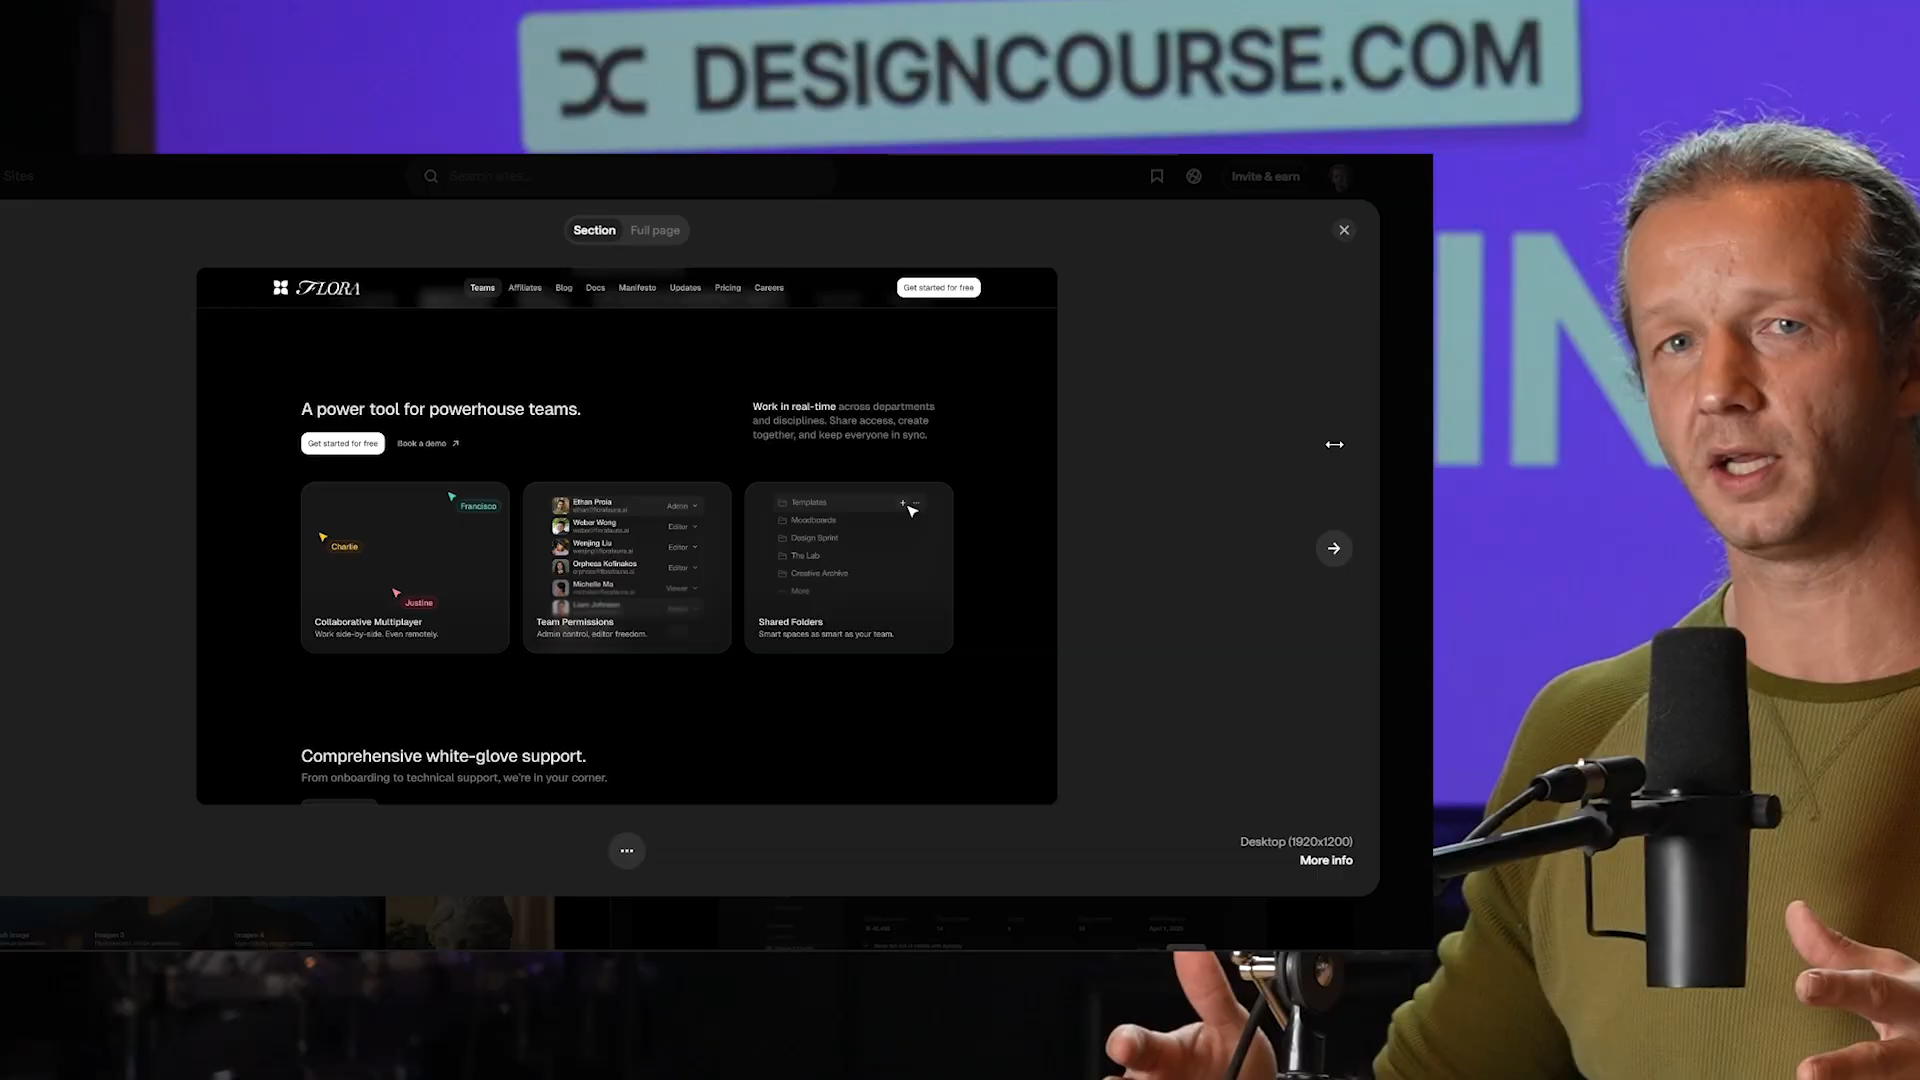 DESIGNCOURSE.COM
IN
Sites
Search sites...
Invite & earn
Section
Full page
FLORA
Teams
Affiliates
Blog
Docs
Manifesto
Updates
Pricing
Careers
Get started for free
A power tool for powerhouse teams.
Get started for free
Book a demo
Work in real-time across departments
and disciplines. Share access, create
together, and keep everyone in sync.
Francisco
Charlie
Justine
Collaborative Multiplayer
Work side-by-side. Even remotely.
Ethan Proia
Admin
Weber Wong
Editor
Wenjing Liu
Editor
Orpheas Kofinakos
Editor
Michelle Ma
Viewer
Liam Johnson
Team Permissions
Admin control, editor freedom.
Templates
Moodboards
Design Sprint
The Lab
Creative Archive
More
Shared Folders
Smart spaces as smart as your team.
Comprehensive white-glove support.
From onboarding to technical support, we're in your corner.
Desktop (1920x1200)
More info